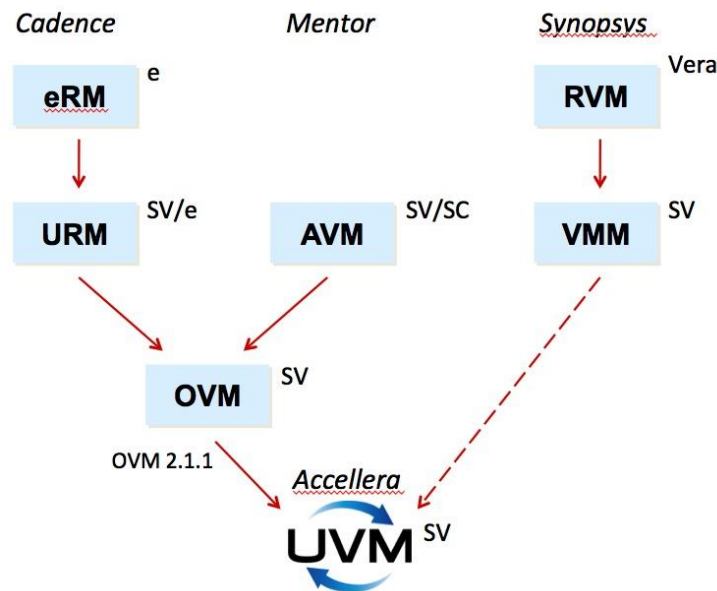 Cadence Mentor Synopsys
e Vera
eRM RVM
SV/e SV/SC SV
URM AVM VMM
SV
OVM
OVM 2.1.1
Accellera
UVM SV